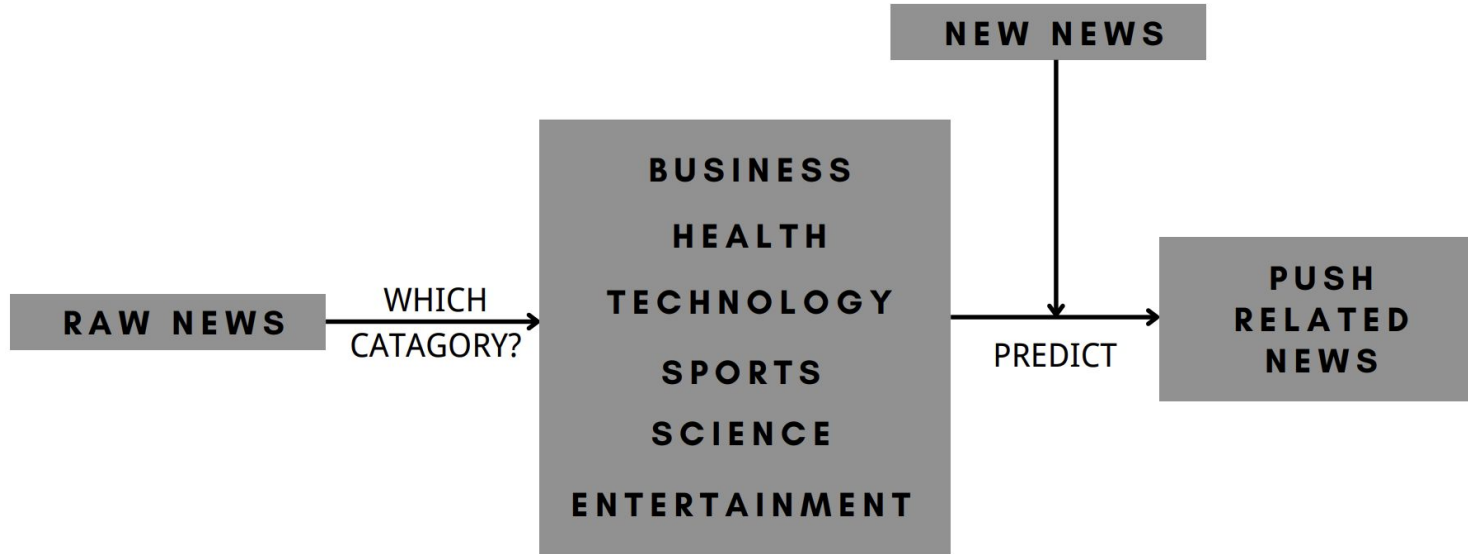 NEW NEWS
BUSINESS
HEALTH
TECHNOLOGY
SPORTS
SCIENCE
ENTERTAINMENT
RAW NEWS
WHICH
CATAGORY?
PREDICT
PUSH
RELATED
NEWS